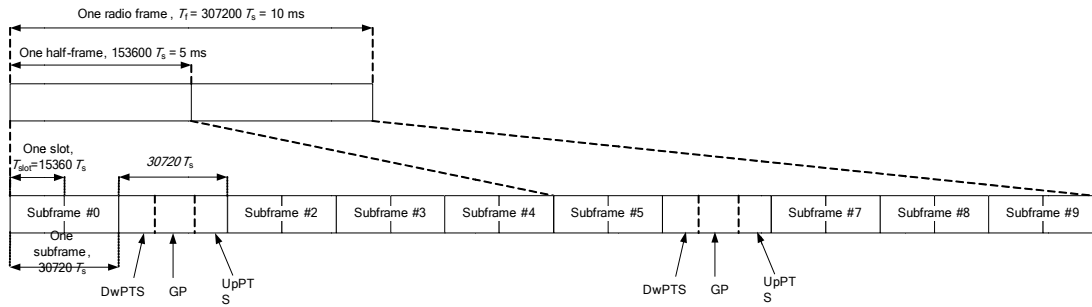 One radio frame , Tf = 307200 Ts = 10 ms
One half-frame, 153600 Ts = 5 ms
One slot,
Tslot=15360 Ts
30720 Ts
Subframe #0
Subframe #2
Subframe #3
Subframe #4
Subframe #5
Subframe #7
Subframe #8
Subframe #9
One
subframe,
30720 Ts
DwPTS
GP
UpPT
S
DwPTS
GP
UpPT
S